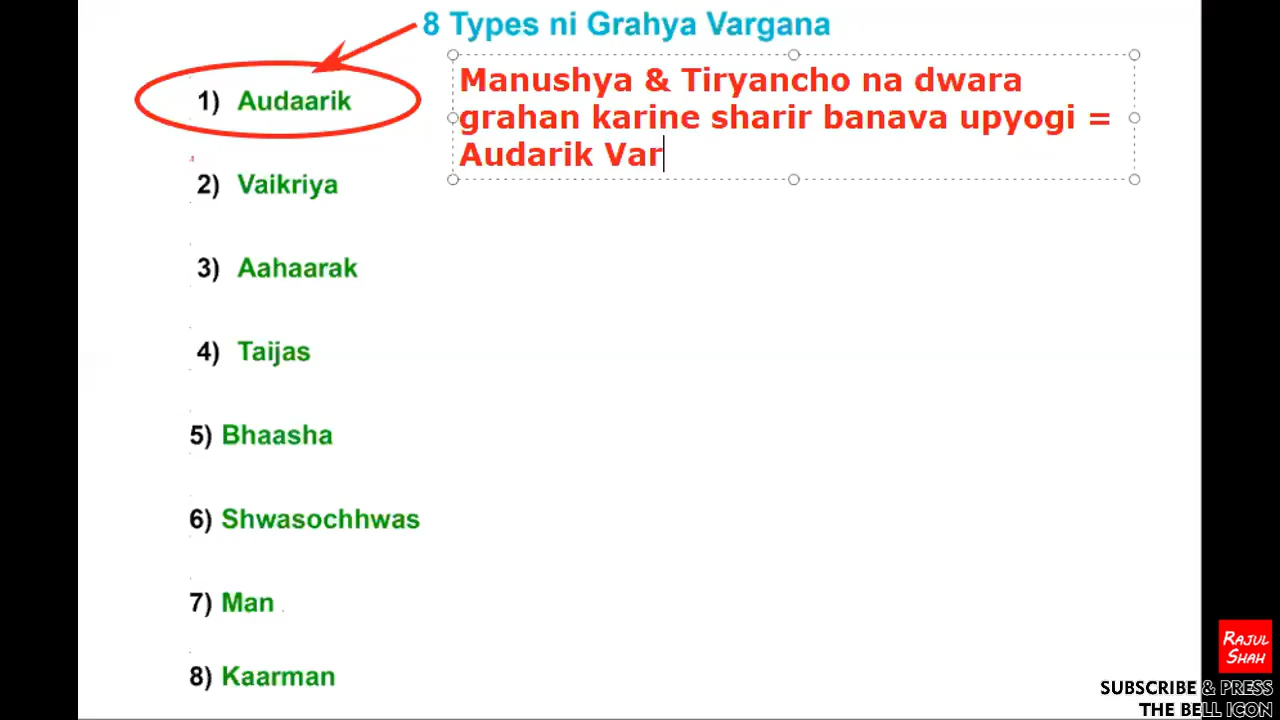 8 Types ni Grahya Vargana
1) Audaarik
Manushya & Tiryancho na dwara
grahan karine sharir banava upyogi =
Audarik Var
2) Vaikriya
3) Aahaarak
4) Taijas
5) Bhaasha
6) Shwasochhwas
7) Man
8) Kaarman
RAJUL
SHAH
SUBSCRIBE & PRESS
THE BELL ICON